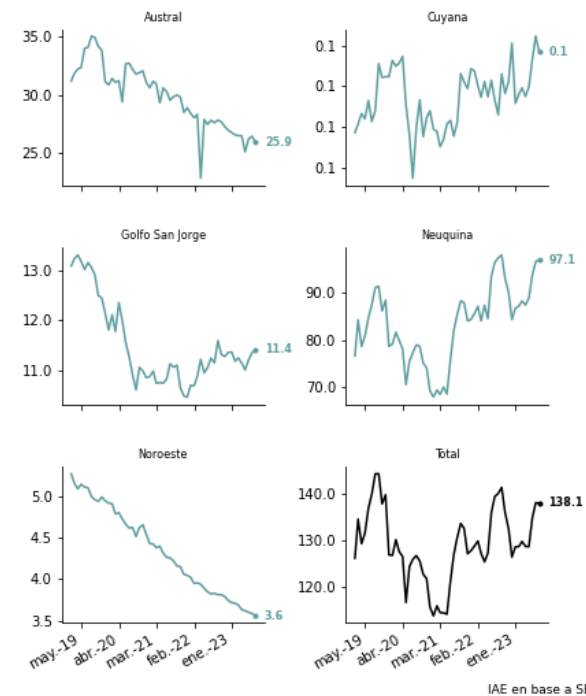 Austral
35.0
30.0
25.0
25.9
Cuyana
0.1
0.1
0.1
0.1
0.1
Golfo San Jorge
13.0
12.0
11.0
11.4
Neuquina
90.0
80.0
70.0
97.1
Noroeste
5.0
4.5
4.0
3.5
3.6
may.-19
abr.-20
mar.-21
feb.-22
ene.-23
Total
140.0
130.0
120.0
138.1
may.-19
abr.-20
mar.-21
feb.-22
ene.-23
IAE en base a